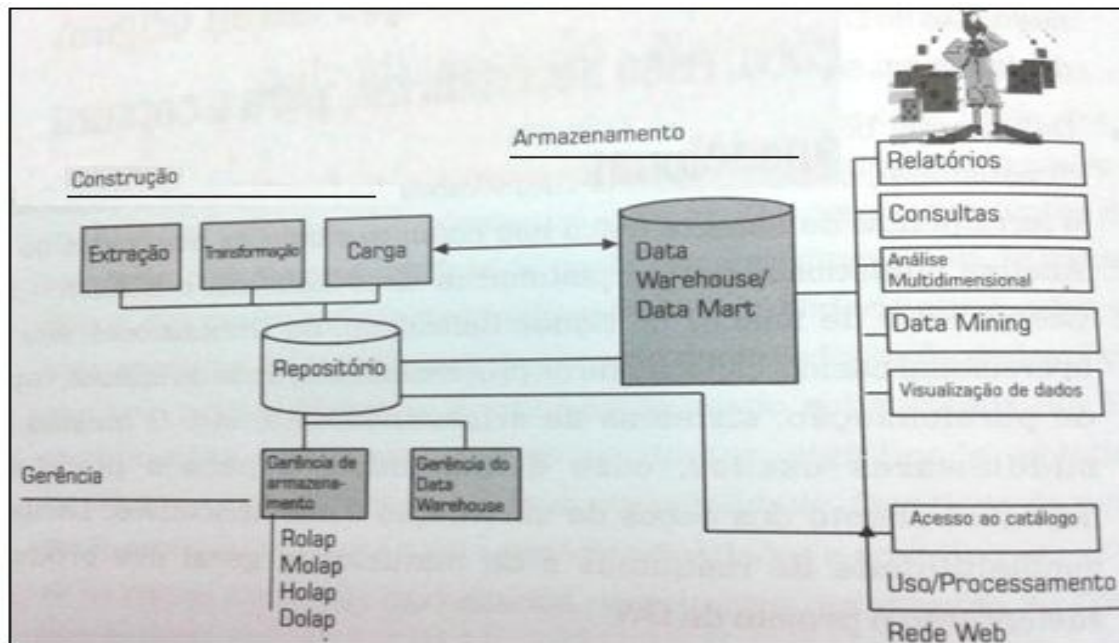 Armazenamento
Construção
Extração
Transformação
Carga
Data
Warehouse/
Data Mart
Relatórios
Consultas
Análise
Multidimensional
Data Mining
Visualização de dados
Repositório
Gerência
Gerência de
armazena-
mento
Gerência do
Data
Warehouse
Rolap
Molap
Holap
Dolap
Acesso ao catálogo
Uso/Processamento
Rede Web